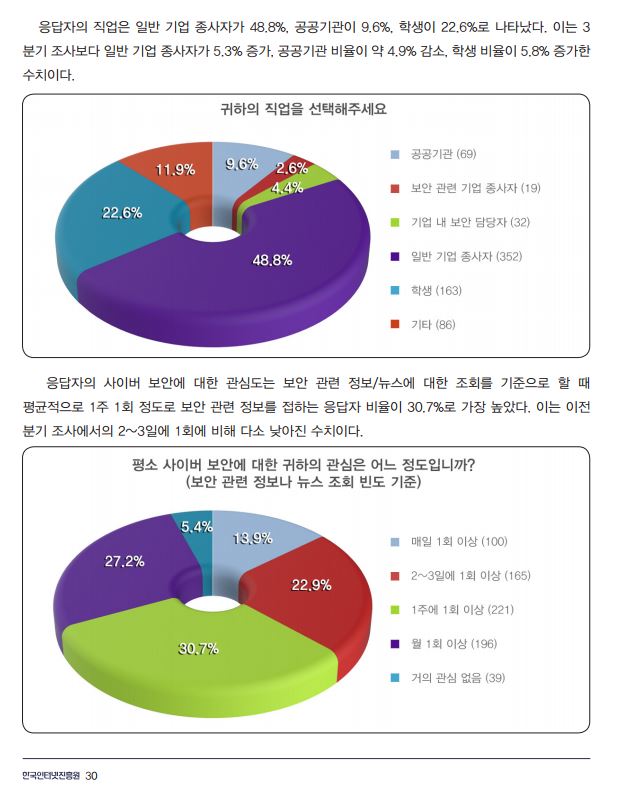 응답자의 직업은 일반 기업 종사자가 48.8%, 공공기관이 9.6%, 학생이 22.6%로 나타났다. 이는 3
분기 조사보다 일반 기업 종사자가 5.3% 증가, 공공기관 비율이 약 4.9% 감소, 학생 비율이 5.8% 증가한
수치이다.
귀하의 직업을 선택해주세요
9.6%
2.6%
4.4%
48.8%
22.6%
11.9%
공공기관 (69)
보안 관련 기업 종사자 (19)
기업 내 보안 담당자 (32)
일반 기업 종사자 (352)
학생 (163)
기타 (86)
응답자의 사이버 보안에 대한 관심도는 보안 관련 정보/뉴스에 대한 조회를 기준으로 할 때
평균적으로 1주 1회 정도로 보안 관련 정보를 접하는 응답자 비율이 30.7%로 가장 높았다. 이는 이전
분기 조사에서의 2~3일에 1회에 비해 다소 낮아진 수치이다.
평소 사이버 보안에 대한 귀하의 관심은 어느 정도입니까?
(보안 관련 정보나 뉴스 조회 빈도 기준)
13.9%
22.9%
30.7%
27.2%
5.4%
매일 1회 이상 (100)
2~3일에 1회 이상 (165)
1주에 1회 이상 (221)
월 1회 이상 (196)
거의 관심 없음 (39)
한국인터넷진흥원 30